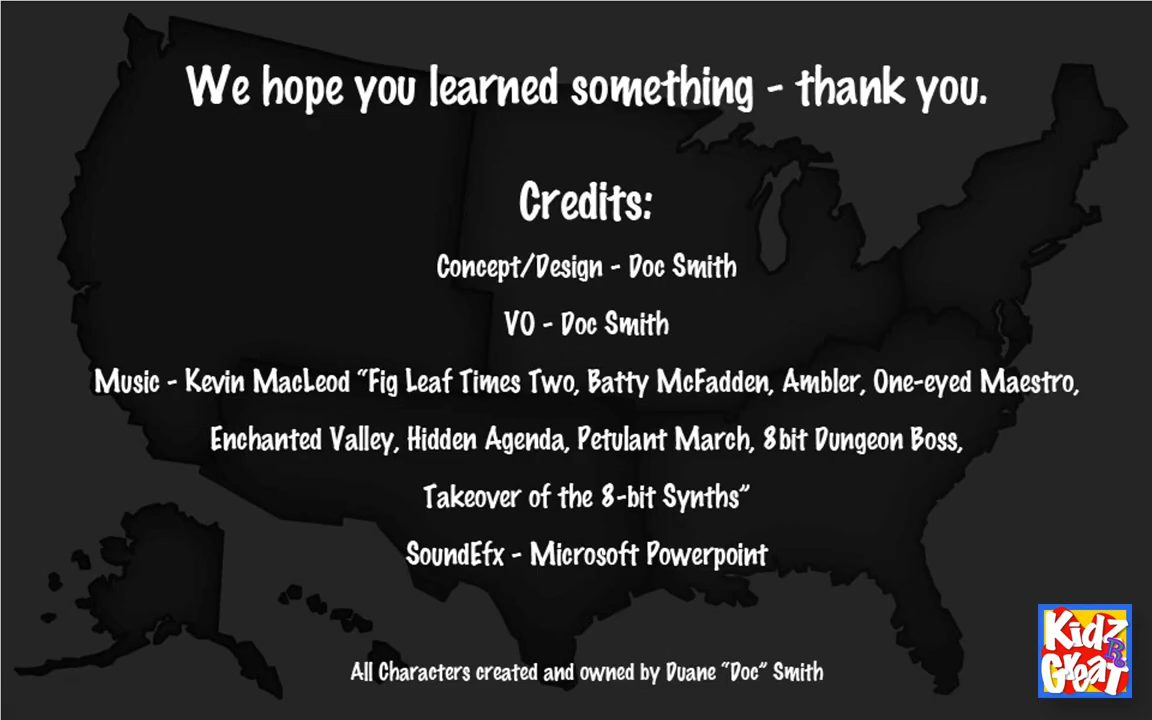 We hope you learned something - thank you.
Credits:
Concept/Design - Doc Smith
VO - Doc Smith
Music - Kevin MacLeod "Fig Leaf Times Two, Batty McFadden, Ambler, One-eyed Maestro,
Enchanted Valley, Hidden Agenda, Petulant March, 8bit Dungeon Boss,
Takeover of the 8-bit Synths"
SoundEfx - Microsoft Powerpoint
All Characters created and owned by Duane "Doc" Smith
Kidz
R
Great